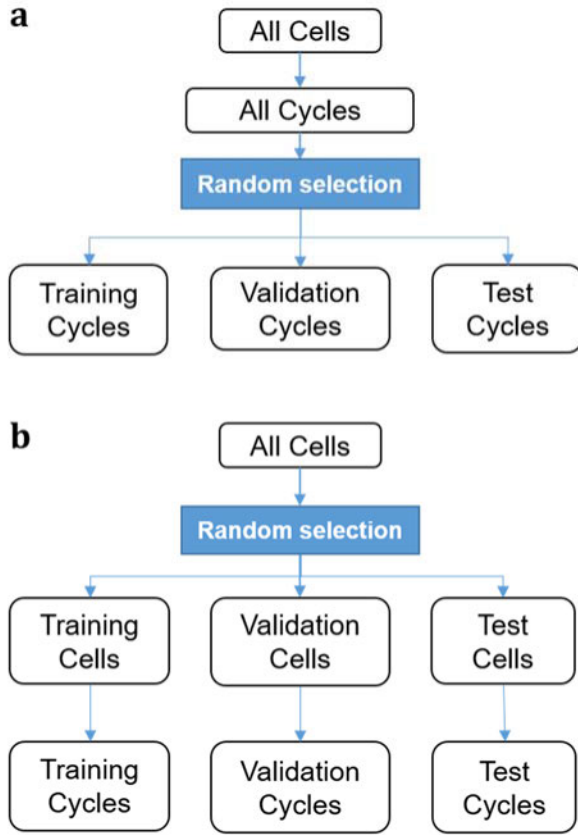 a
All Cells
All Cycles
Random selection
Training
Cycles
Validation
Cycles
Test
Cycles
b
All Cells
Random selection
Training
Cells
Validation
Cells
Test
Cells
Training
Cycles
Validation
Cycles
Test
Cycles